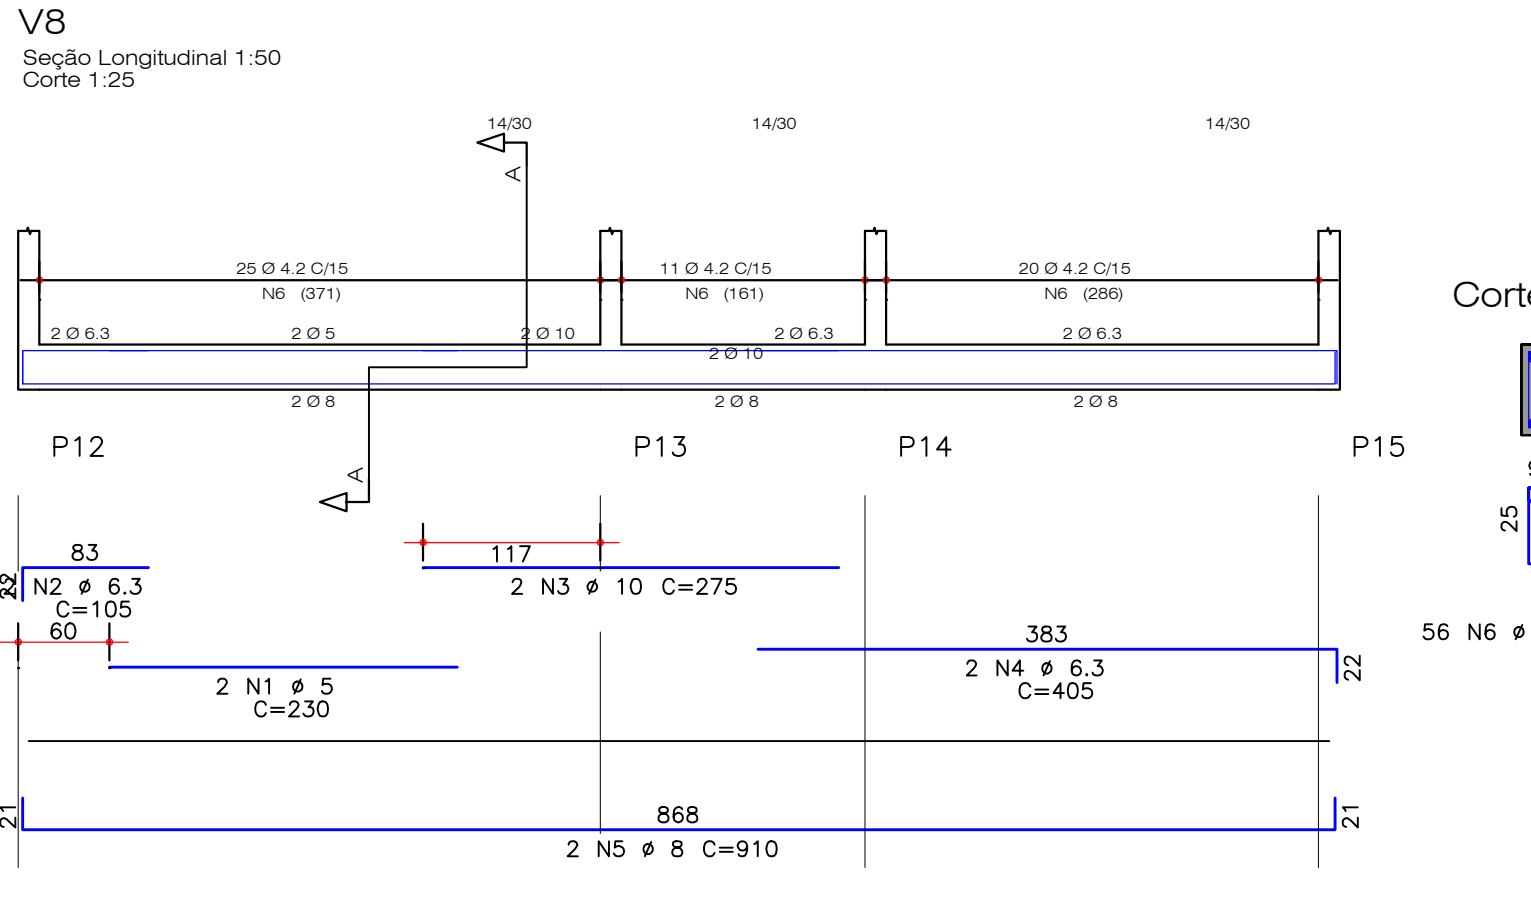 V8
Seção Longitudinal 1:50
Corte 1:25
14/30 14/30 14/30
A
25 Ø 4.2 C/15 11 Ø 4.2 C/15 20 Ø 4.2 C/15
N6 (371) N6 (161) N6 (286)
Corte
2 Ø 6.3 2 Ø 5 2 Ø 10 2 Ø 6.3 2 Ø 6.3
2 Ø 10
2 Ø 8 2 Ø 8 2 Ø 8
P12 P13 P14 P15
A
25
83
117
N2 ø 6.3
C=105
22
2 N3 ø 10 C=275
60
56 N6 ø
383
2 N4 ø 6.3
C=405
22
2 N1 ø 5
C=230
21
868
21
2 N5 ø 8 C=910